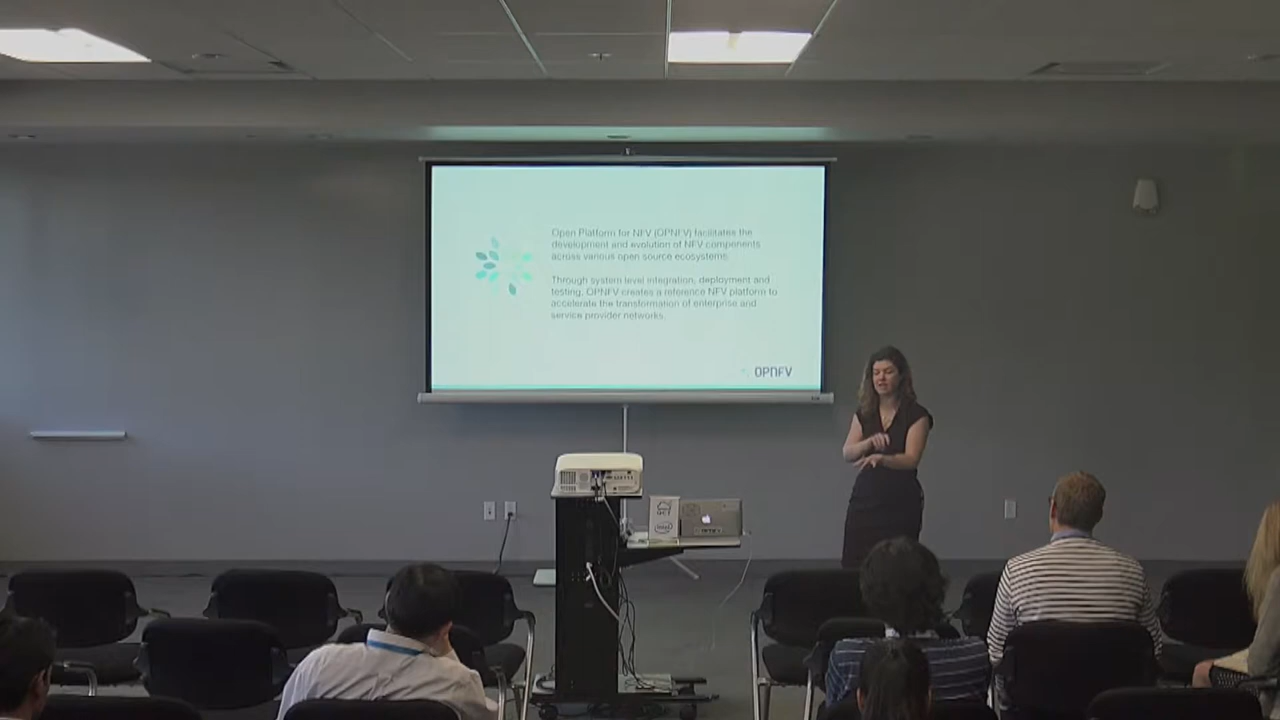 Open Platform for NFV (OPNFV) facilitates the
development and evolution of NFV components
across various open source ecosystems.
Through system level integration, deployment and
testing, OPNFV creates a reference NFV platform to
accelerate the transformation of enterprise and
service provider networks.
OPNFV
QCT
intel